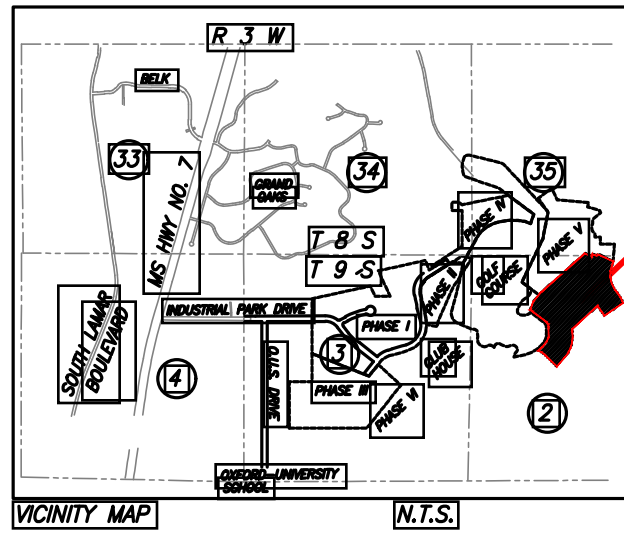 R 3 W
BELK
33
MS HWY NO. 7
34
35
GRAND
OAKS
PHASE IV
PHASE V
T 8 S
T 9 S
GOLF
COURSE
PHASE II
INDUSTRIAL PARK DRIVE
PHASE I
SOUTH LAMAR
BOULEVARD
3
CLUB
HOUSE
4
O.U.S. DRIVE
PHASE III
PHASE VI
2
OXFORD-UNIVERSITY
SCHOOL
VICINITY MAP
N.T.S.